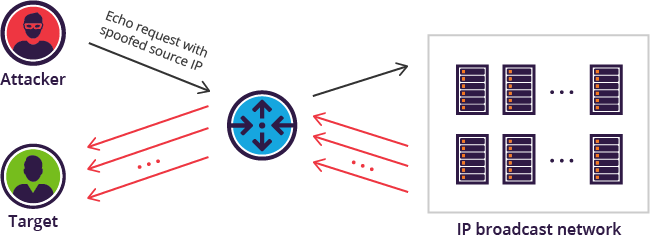 Echo request with
spoofed source IP
Attacker
Target
IP broadcast network